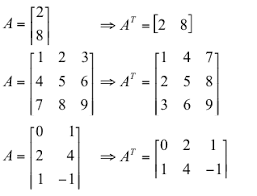 A = [2 8] ⇒ A^T = [2 8]
A = [1 2 3 4 5 6 7 8 9] ⇒ A^T = [1 4 7 2 5 8 3 6 9]
A = [0 1 2 4 1 -1] ⇒ A^T = [0 2 1 1 4 -1]